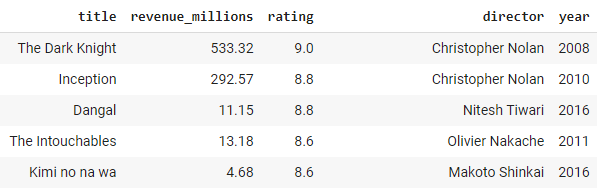 title revenue_millions rating director year
The Dark Knight 533.32 9.0 Christopher Nolan 2008
Inception 292.57 8.8 Christopher Nolan 2010
Dangal 11.15 8.8 Nitesh Tiwari 2016
The Intouchables 13.18 8.6 Olivier Nakache 2011
Kimi no na wa 4.68 8.6 Makoto Shinkai 2016